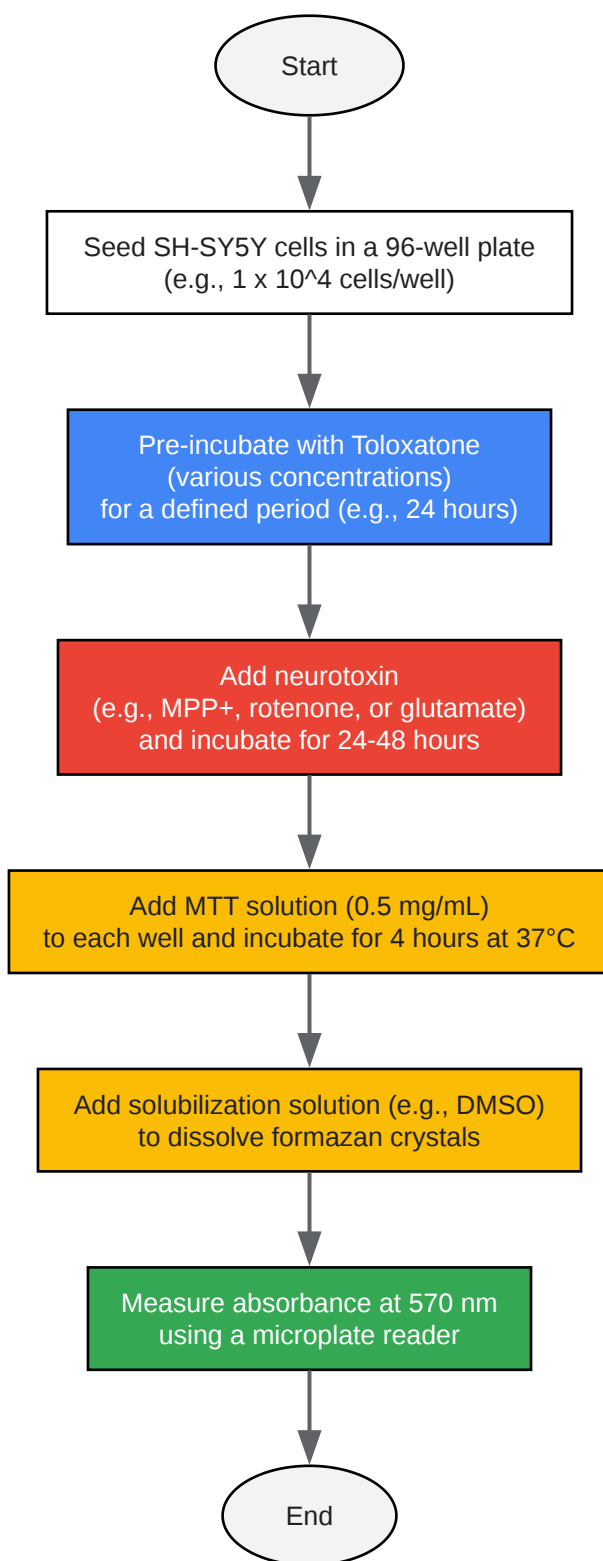 Start
Seed SH-SY5Y cells in a 96-well plate
(e.g., 1 x 10^4 cells/well)
Pre-incubate with Toloxatone
(various concentrations)
for a defined period (e.g., 24 hours)
Add neurotoxin
(e.g., MPP+, rotenone, or glutamate)
and incubate for 24-48 hours
Add MTT solution (0.5 mg/mL)
to each well and incubate for 4 hours at 37°C
Add solubilization solution (e.g., DMSO)
to dissolve formazan crystals
Measure absorbance at 570 nm
using a microplate reader
End